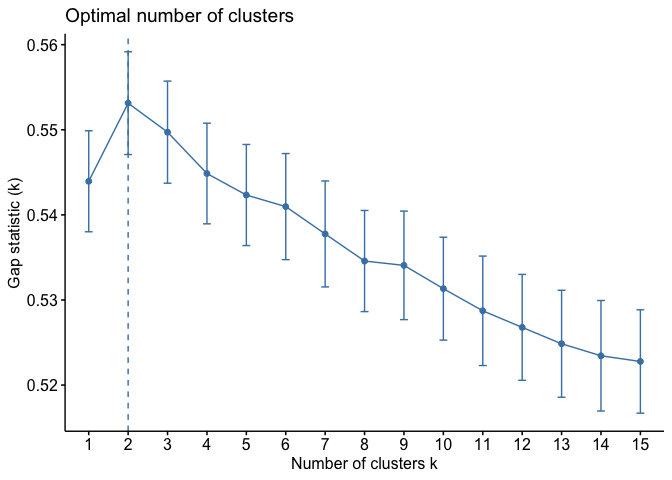 Optimal number of clusters
0.56
0.55
0.54
0.53
0.52
Gap statistic (k)
1 2 3 4 5 6 7 8 9 10 11 12 13 14 15
Number of clusters k